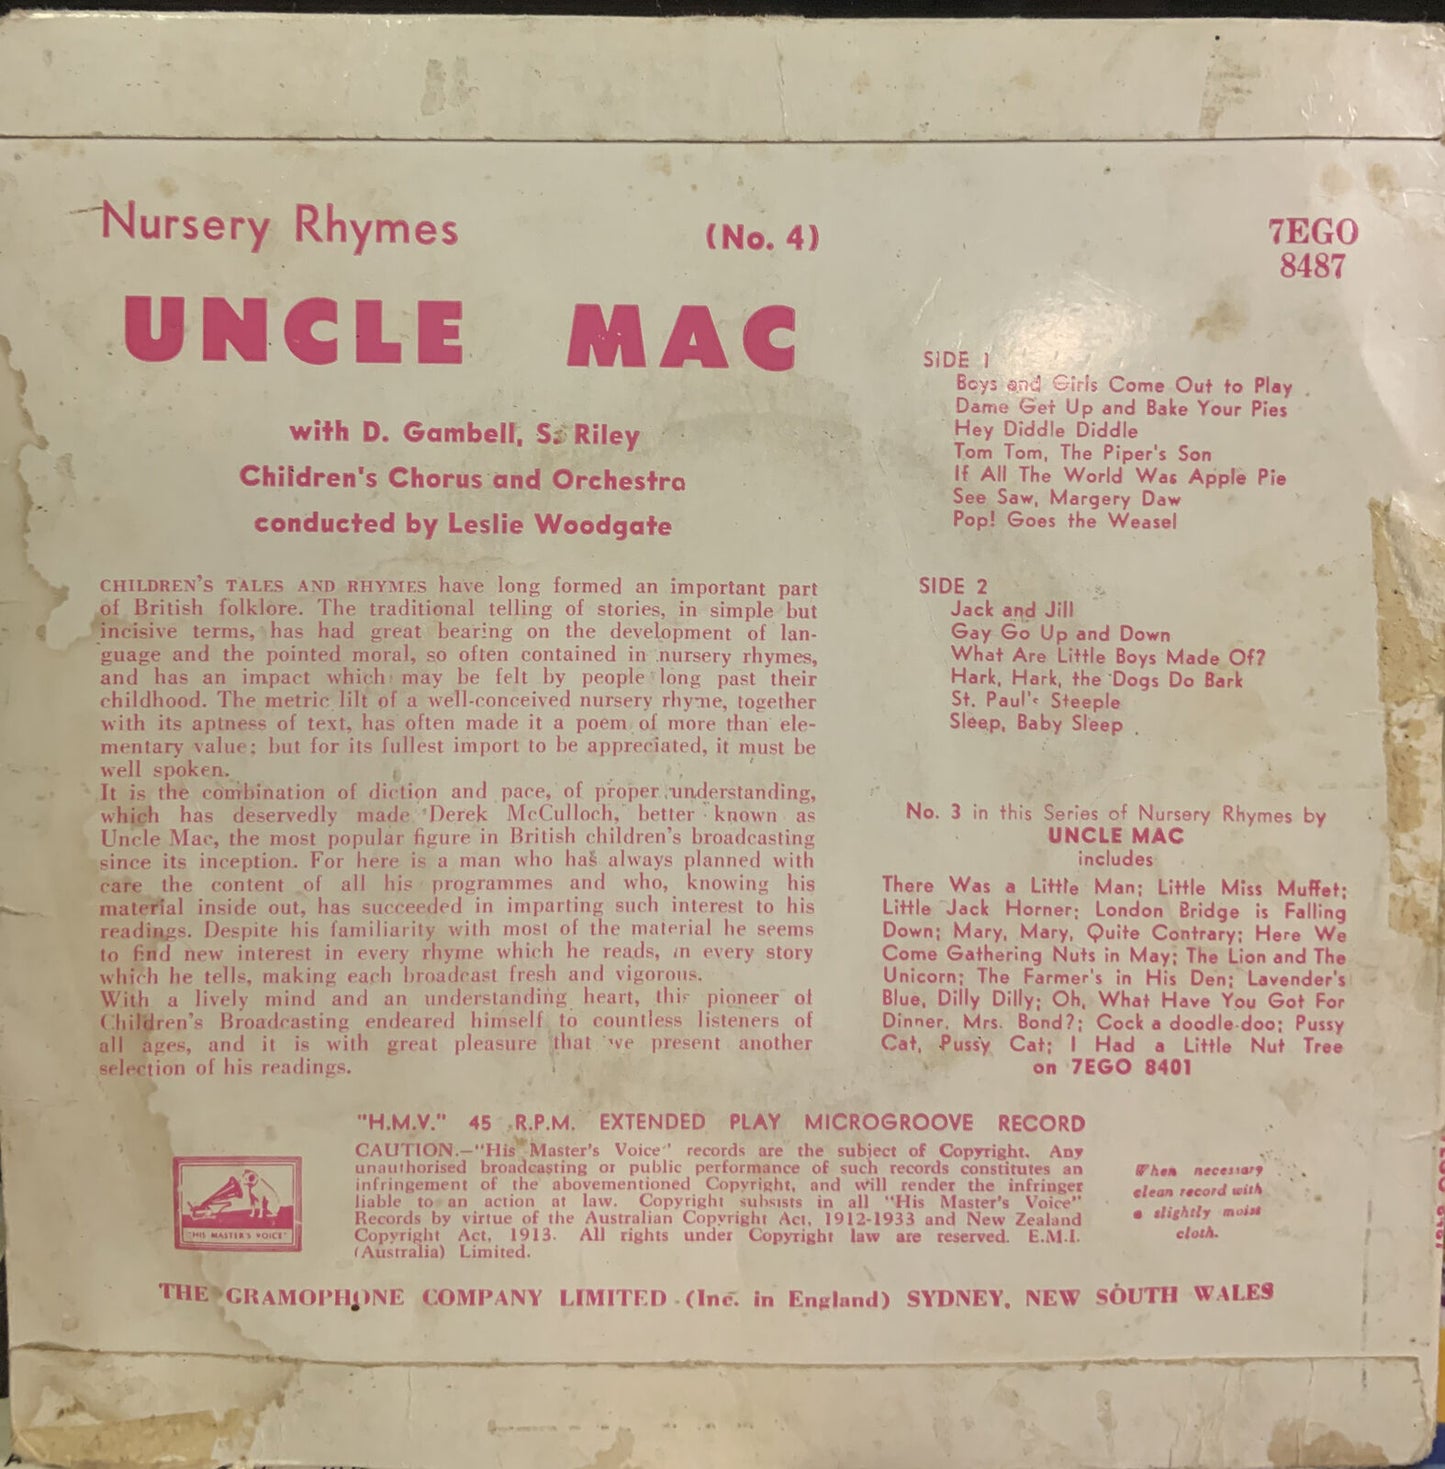 Nursery Rhymes (No. 4)
7EGO
8487
UNCLE MAC
with D. Gambell, S. Riley
Children's Chorus and Orchestra
conducted by Leslie Woodgate
CHILDREN'S TALES AND RHYMES have long formed an important part
of British folklore. The traditional telling of stories, in simple but
incisive terms, has had great bearing on the development of lan-
guage and the pointed moral, so often contained in nursery rhymes,
and has an impact which may be felt by people long past their
childhood. The metric lilt of a well-conceived nursery rhyme, together
with its aptness of text, has often made it a poem of more than ele-
mentary value; but for its fullest import to be appreciated, it must be
well spoken.
It is the combination of diction and pace, of proper understanding,
which has deservedly made Derek McCulloch, better known as
Uncle Mac, the most popular figure in British children's broadcasting
since its inception. For here is a man who has always planned with
care the content of all his programmes and who, knowing his
material inside out, has succeeded in imparting such interest to his
readings. Despite his familiarity with most of the material he seems
to find new interest in every rhyme which he reads, in every story
which he tells, making each broadcast fresh and vigorous.
With a lively mind and an understanding heart, this pioneer of
Children's Broadcasting endeared himself to countless listeners of
all ages, and it is with great pleasure that we present another
selection of his readings.
SIDE 1
Boys and Girls Come Out to Play
Dame Get Up and Bake Your Pies
Hey Diddle Diddle
Tom Tom, The Piper's Son
If All The World Was Apple Pie
See Saw, Margery Daw
Pop! Goes the Weasel
SIDE 2
Jack and Jill
Gay Go Up and Down
What Are Little Boys Made Of?
Hark, Hark, the Dogs Do Bark
St. Paul's Steeple
Sleep, Baby Sleep
No. 3 in this Series of Nursery Rhymes by
UNCLE MAC
includes
There Was a Little Man; Little Miss Muffet;
Little Jack Horner; London Bridge is Falling
Down; Mary, Mary, Quite Contrary; Here We
Come Gathering Nuts in May; The Lion and The
Unicorn; The Farmer's in His Den; Lavender's
Blue, Dilly Dilly; Oh, What Have You Got For
Dinner, Mrs. Bond?; Cock a doodle-doo; Pussy
Cat, Pussy Cat; I Had a Little Nut Tree
on 7EGO 8401
"H.M.V." 45 R.P.M. EXTENDED PLAY MICROGROOVE RECORD
CAUTION.—"His Master's Voice" records are the subject of Copyright. Any
unauthorised broadcasting or public performance of such records constitutes an
infringement of the abovementioned Copyright, and will render the infringer
liable to an action at law. Copyright subsists in all "His Master's Voice"
Records by virtue of the Australian Copyright Act, 1912-1933 and New Zealand
Copyright Act, 1913. All rights under Copyright law are reserved. E.M.I.
(Australia) Limited.
"HIS MASTER'S VOICE"
When necessary
clean record with
a slightly moist
cloth.
THE GRAMOPHONE COMPANY LIMITED (Inc. in England) SYDNEY, NEW SOUTH WALES